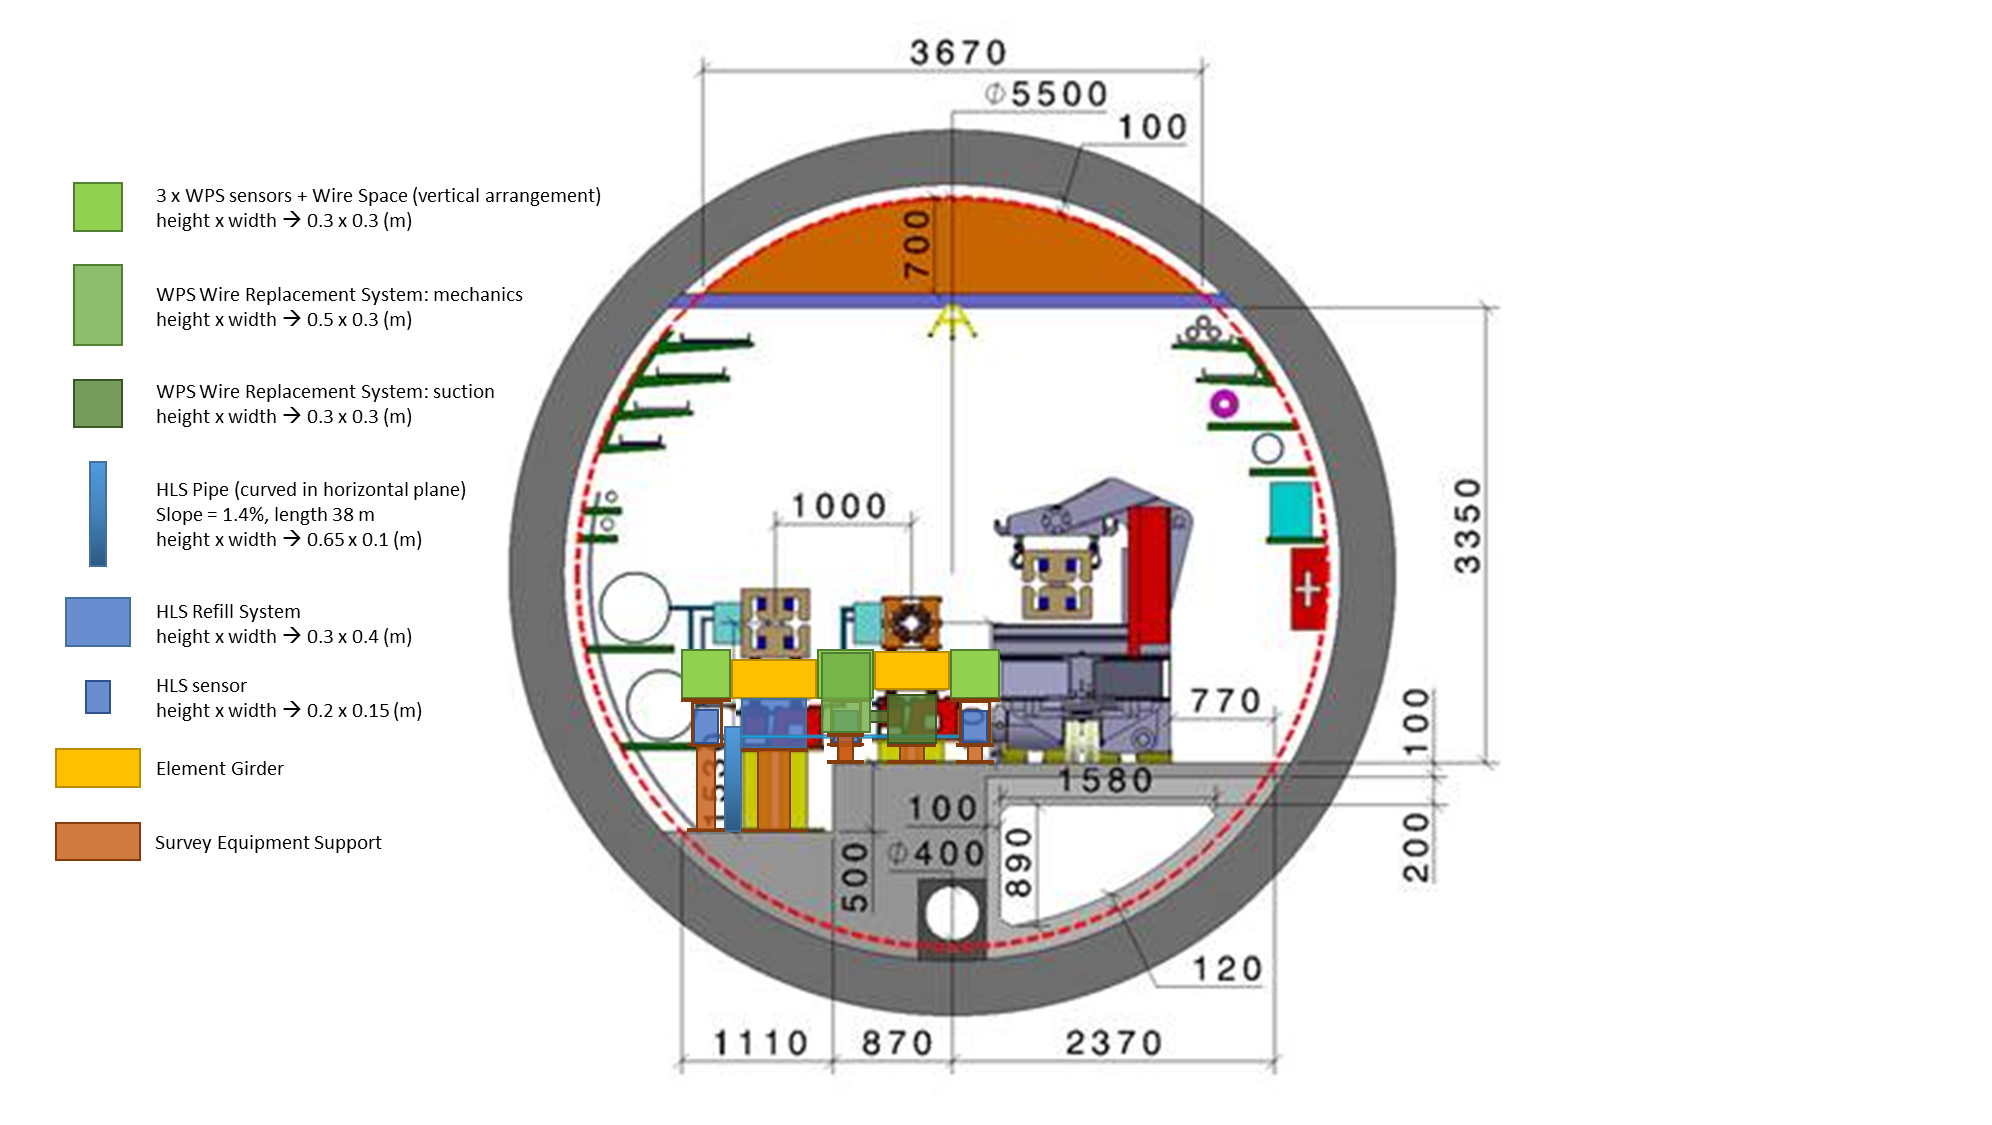 3670
⌀5500
100
700
3 x WPS sensors + Wire Space (vertical arrangement)
height x width → 0.3 x 0.3 (m)
WPS Wire Replacement System: mechanics
height x width → 0.5 x 0.3 (m)
WPS Wire Replacement System: suction
height x width → 0.3 x 0.3 (m)
HLS Pipe (curved in horizontal plane)
Slope = 1.4%, length 38 m
height x width → 0.65 x 0.1 (m)
HLS Refill System
height x width → 0.3 x 0.4 (m)
HLS sensor
height x width → 0.2 x 0.15 (m)
Element Girder
Survey Equipment Support
1000
3350
770
100
1580
100
200
⌀400
890
500
120
1110
870
2370